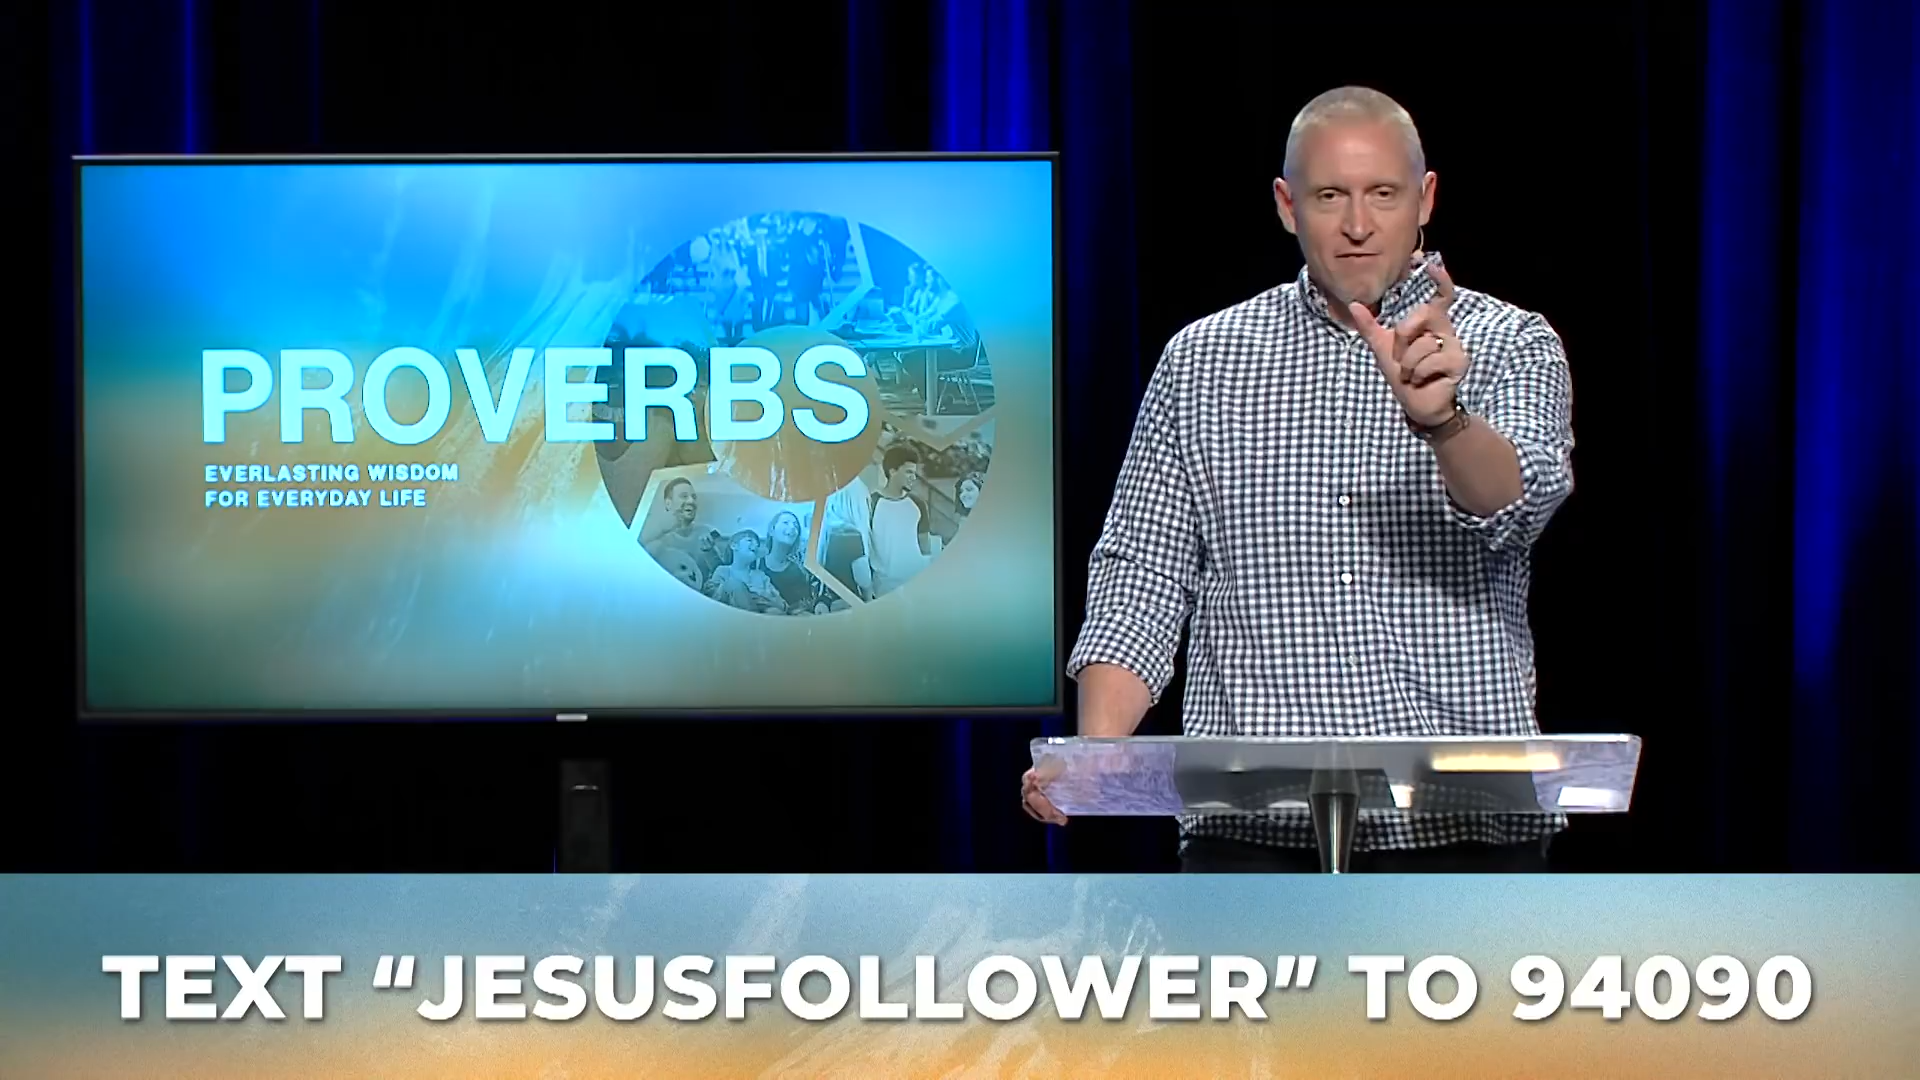 PROVERBS
EVERLASTING WISDOM
FOR EVERYDAY LIFE
TEXT “JESUSFOLLOWER” TO 94090